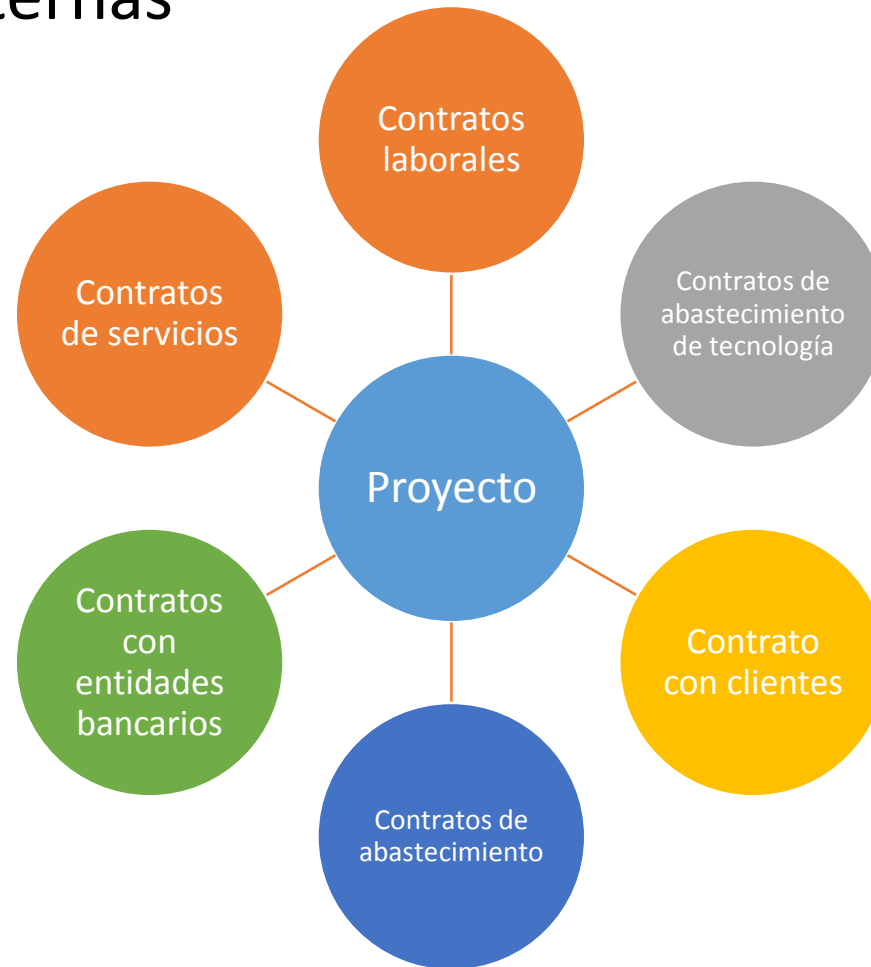 ternas
Contratos
laborales
Contratos
de servicios
Contratos de
abastecimiento
de tecnología
Proyecto
Contratos
con
entidades
bancarios
Contrato
con clientes
Contratos de
abastecimiento